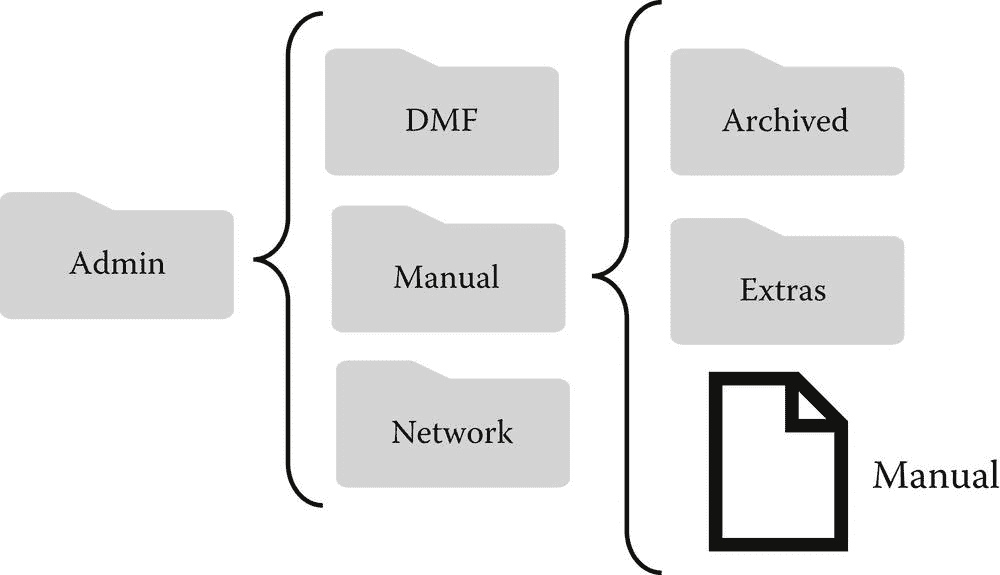 Admin
DMF
Manual
Network
Archived
Extras
Manual